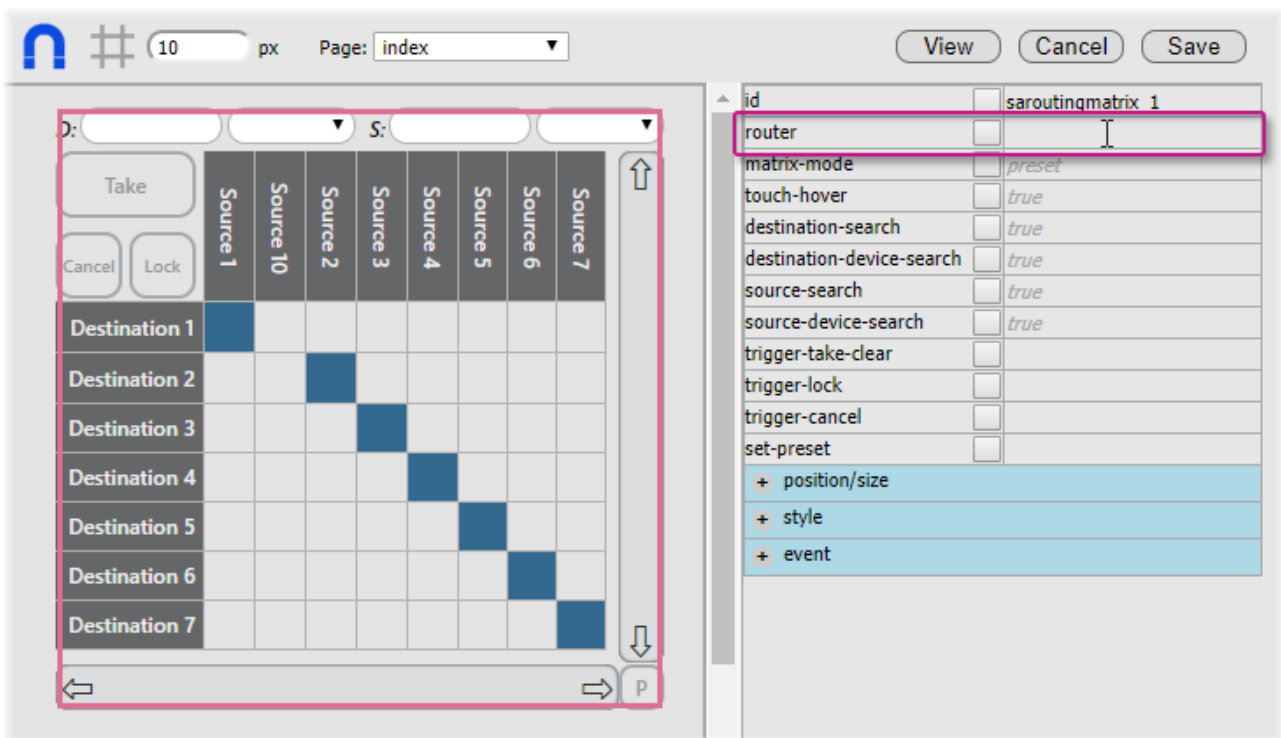 10 px Page: index View Cancel Save
D: S:
Take
Cancel Lock
Source 1
Source 10
Source 2
Source 3
Source 4
Source 5
Source 6
Source 7
Destination 1
Destination 2
Destination 3
Destination 4
Destination 5
Destination 6
Destination 7
P
id saroutingmatrix_1
router
matrix-mode preset
touch-hover true
destination-search true
destination-device-search true
source-search true
source-device-search true
trigger-take-clear
trigger-lock
trigger-cancel
set-preset
+ position/size
+ style
+ event